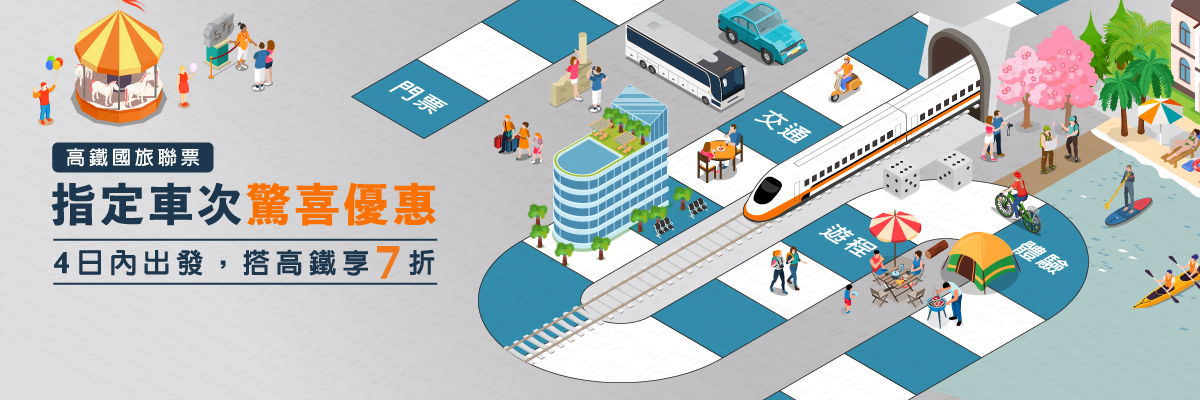 高鐵國旅聯票
指定車次驚喜優惠
4日內出發，搭高鐵享7折
門票
交通
遊程
體驗